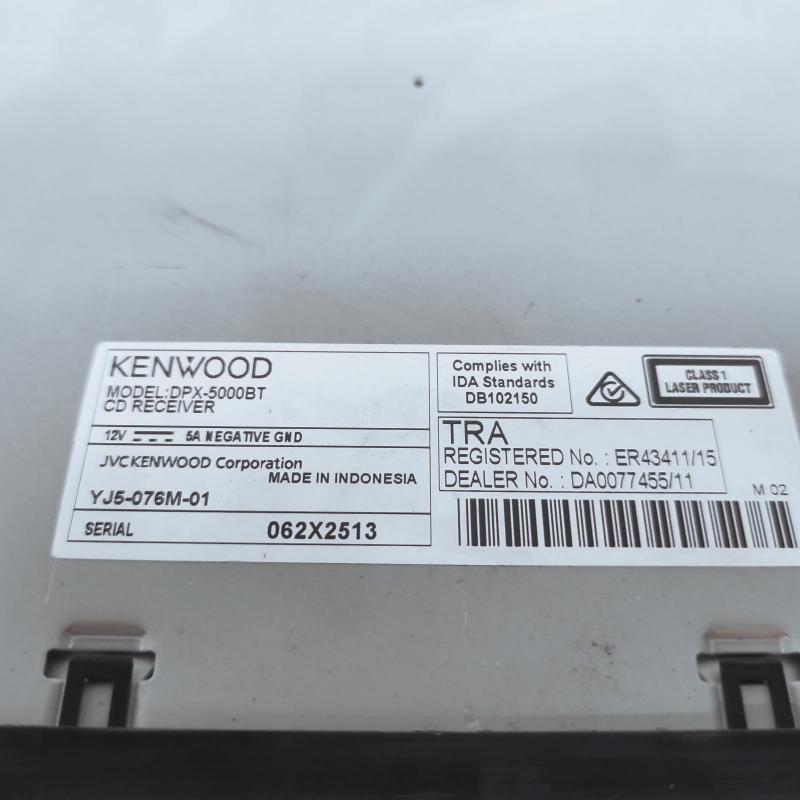 KENWOOD
MODEL:DPX-5000BT
CD RECEIVER
12V 5A NEGATIVE GND
JVCKENWOOD Corporation
MADE IN INDONESIA
YJ5-076M-01
SERIAL 062X2513
Complies with
IDA Standards
DB102150
CLASS 1
LASER PRODUCT
TRA
REGISTERED No. : ER43411/15
DEALER No. : DA0077455/11
M 02